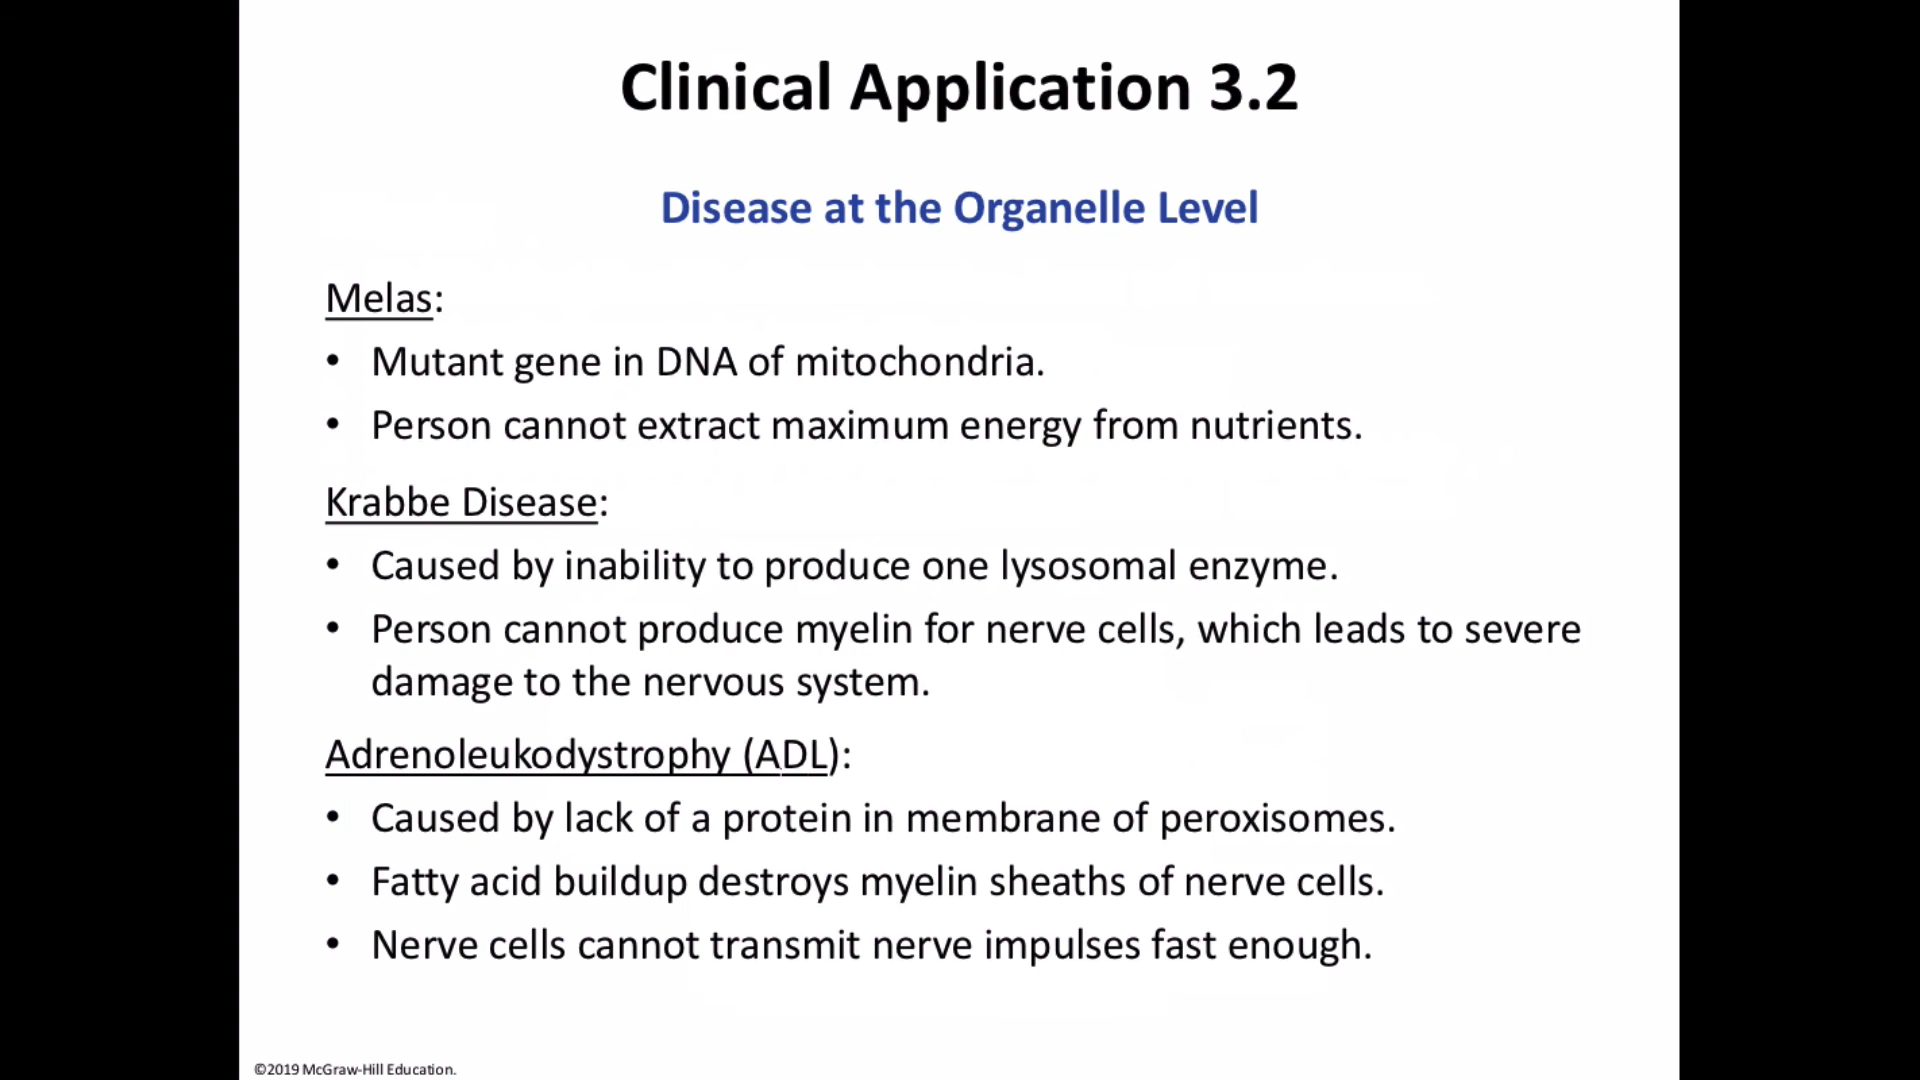 Clinical Application 3.2
Disease at the Organelle Level
Melas:
• Mutant gene in DNA of mitochondria.
• Person cannot extract maximum energy from nutrients.
Krabbe Disease:
• Caused by inability to produce one lysosomal enzyme.
• Person cannot produce myelin for nerve cells, which leads to severe
damage to the nervous system.
Adrenoleukodystrophy (ADL):
• Caused by lack of a protein in membrane of peroxisomes.
• Fatty acid buildup destroys myelin sheaths of nerve cells.
• Nerve cells cannot transmit nerve impulses fast enough.
©2019 McGraw-Hill Education.